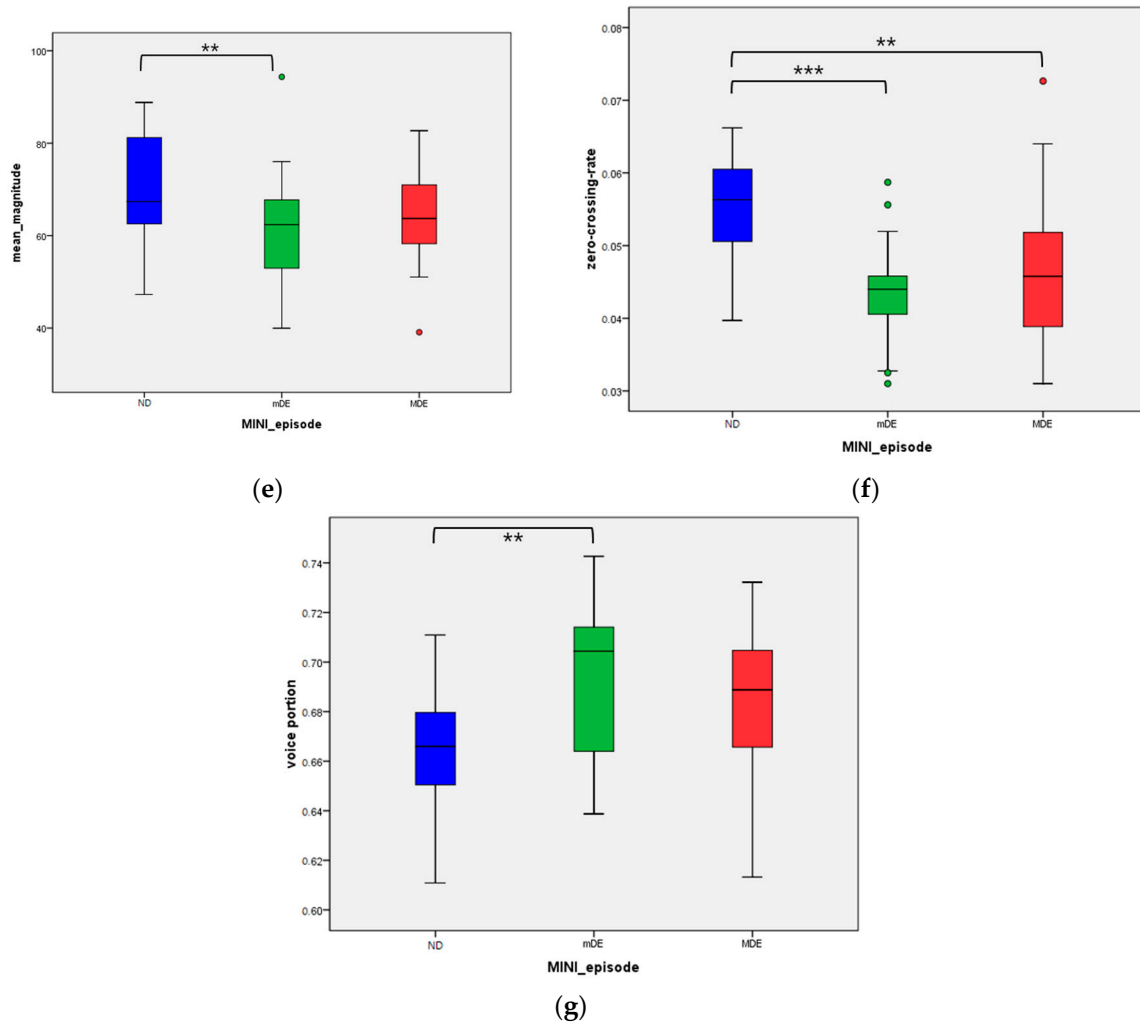 100
80
60
40
mean_magnitude
**
ND
mDE
MDE
MINI_episode
(e)
0.08
0.07
0.06
0.05
0.04
0.03
zero-crossing-rate
**
***
ND
mDE
MDE
MINI_episode
(f)
0.74
0.72
0.70
0.68
0.66
0.64
0.62
0.60
voice portion
**
ND
mDE
MDE
MINI_episode
(g)